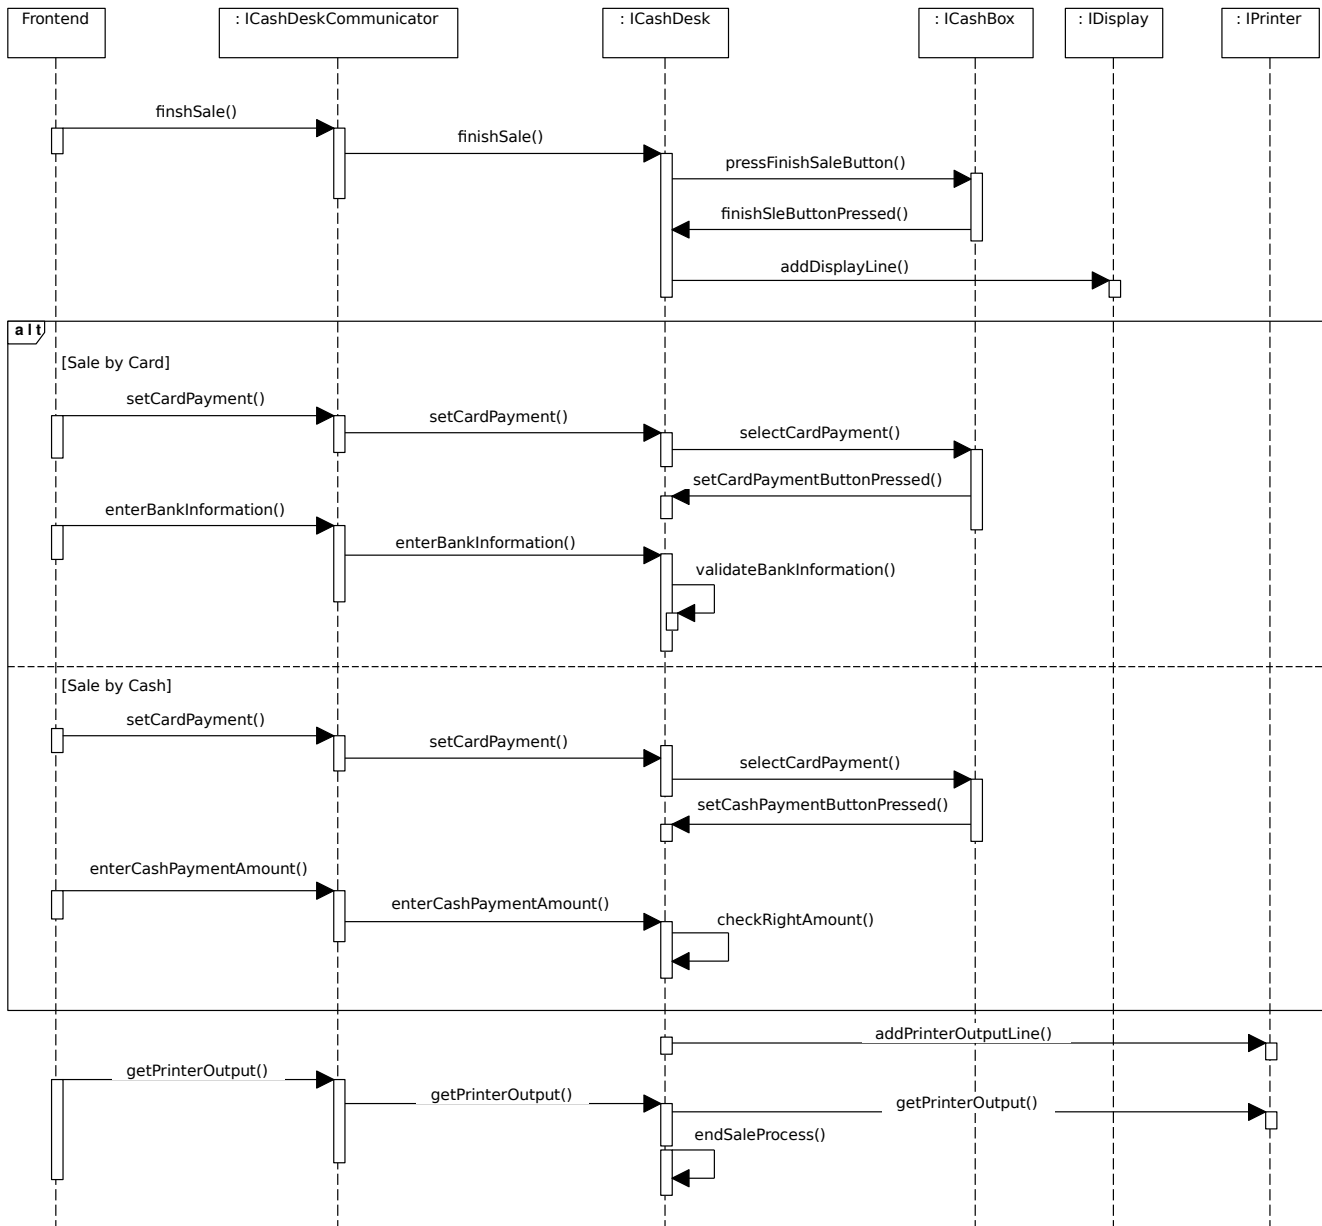 Frontend
: ICashDeskCommunicator
: ICashDesk
: ICashBox
: IDisplay
: IPrinter
finshSale()
finishSale()
pressFinishSaleButton()
finishSleButtonPressed()
addDisplayLine()
alt
[Sale by Card]
setCardPayment()
setCardPayment()
selectCardPayment()
setCardPaymentButtonPressed()
enterBankInformation()
enterBankInformation()
validateBankInformation()
[Sale by Cash]
setCardPayment()
setCardPayment()
selectCardPayment()
setCashPaymentButtonPressed()
enterCashPaymentAmount()
enterCashPaymentAmount()
checkRightAmount()
addPrinterOutputLine()
getPrinterOutput()
getPrinterOutput()
getPrinterOutput()
endSaleProcess()